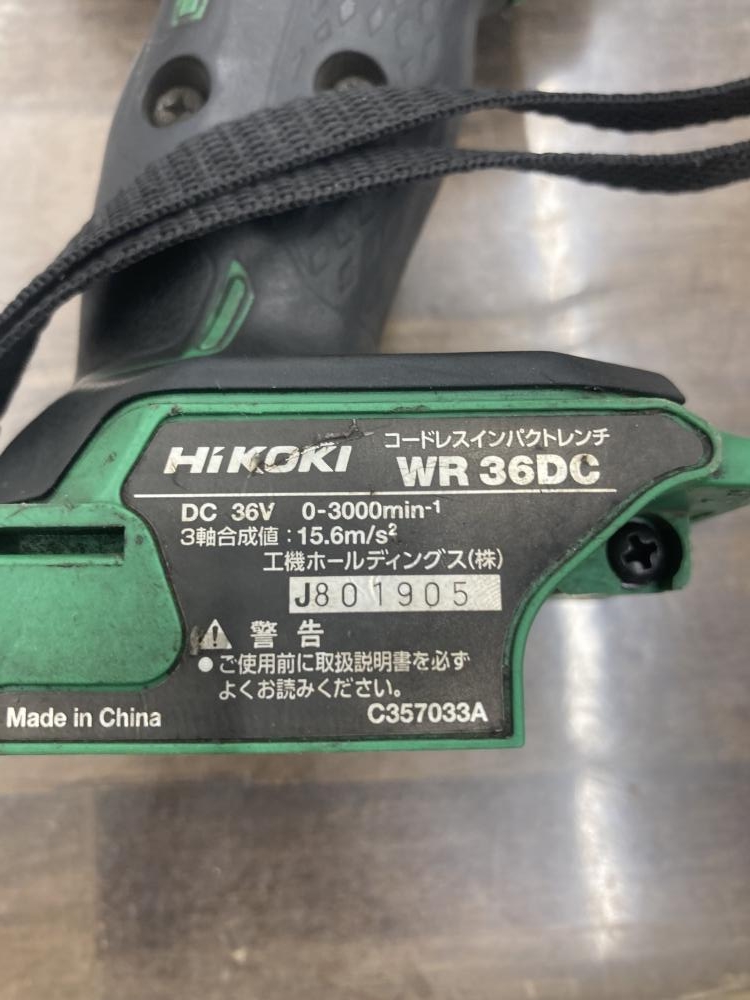 HiKOKI
コードレスインパクトレンチ
WR 36DC
DC 36V 0-3000min-1
3軸合成値:15.6m/s²
工機ホールディングス(株)
J801905
警告
●ご使用前に取扱説明書を必ず
よくお読みください。
Made in China
C357033A